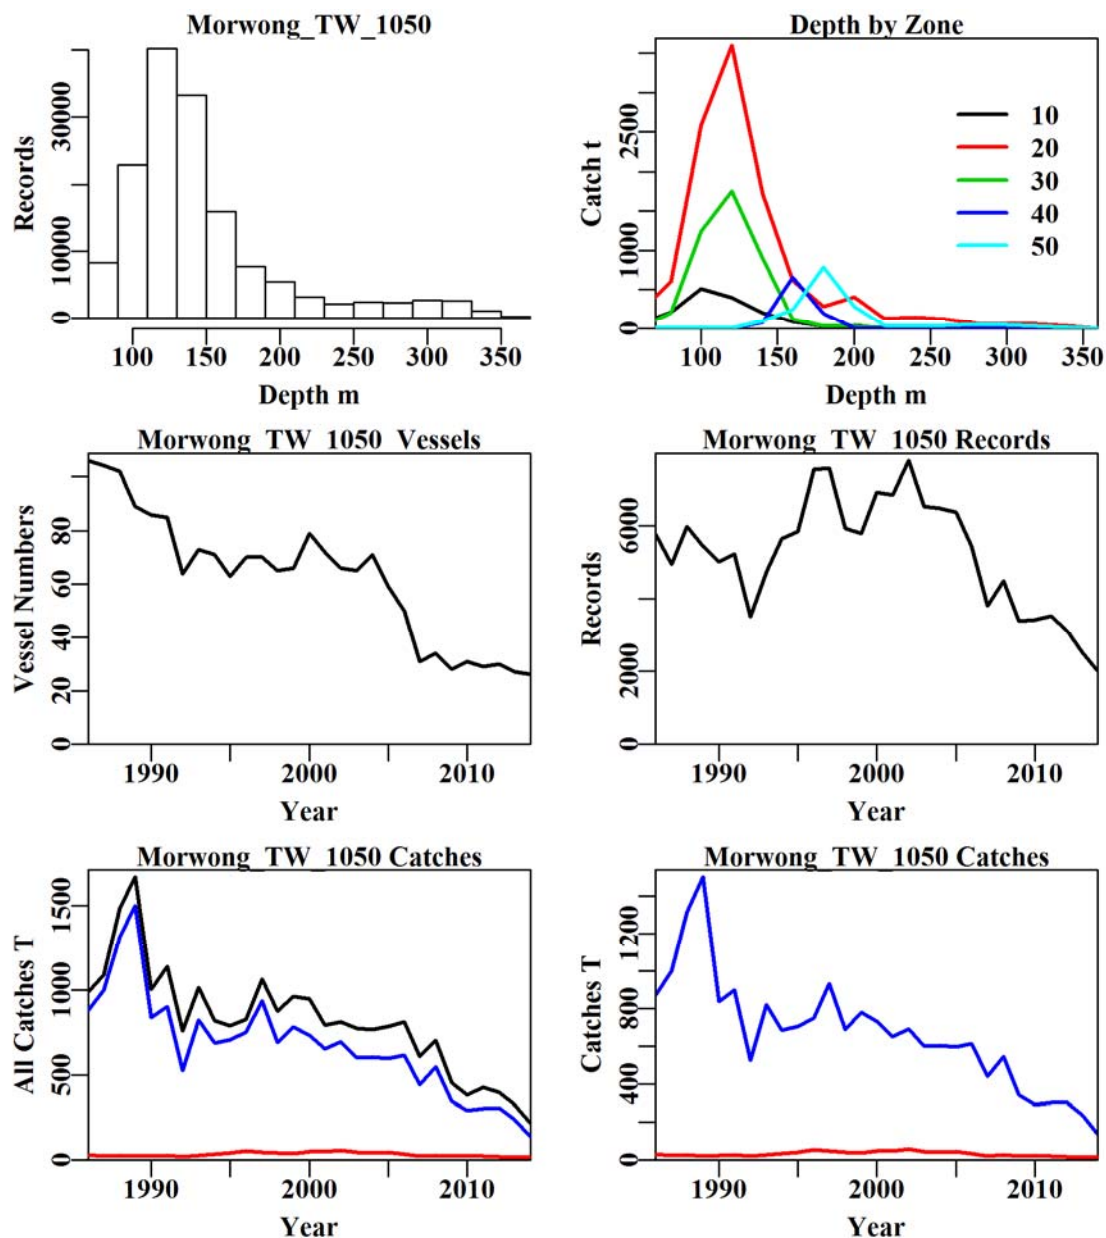 Morwong_TW_1050
Records
0
10000
30000
100 150 200 250 300 350
Depth m
Depth by Zone
Catch t
0
1000
2500
10
20
30
40
50
100 150 200 250 300 350
Depth m
Morwong_TW_1050_Vessels
Vessel Numbers
0 20 40 60 80
1990 2000 2010
Year
Morwong_TW_1050 Records
Records
0 2000 6000
1990 2000 2010
Year
Morwong_TW_1050 Catches
All Catches T
0 500 1000 1500
1990 2000 2010
Year
Morwong_TW_1050 Catches
Catches T
0 400 800 1200
1990 2000 2010
Year